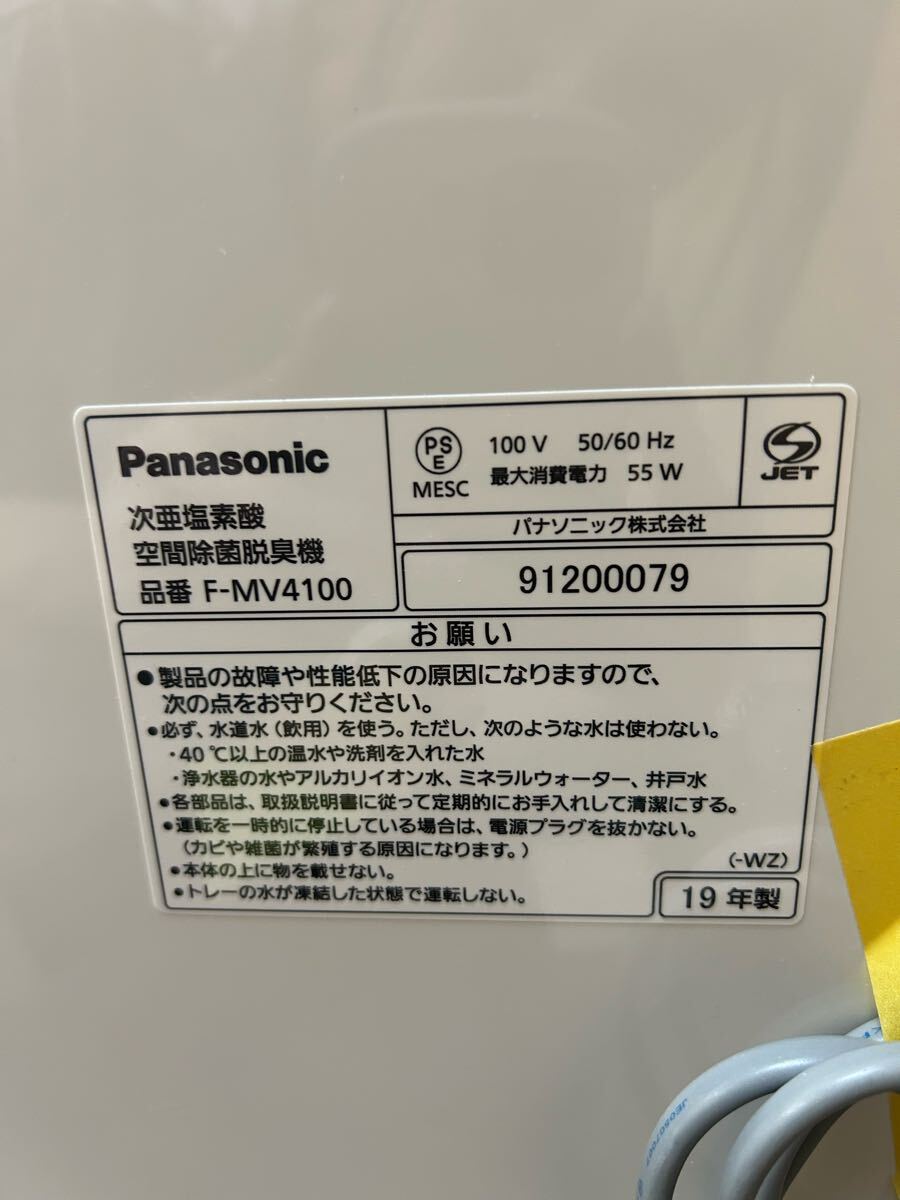 Panasonic
次亜塩素酸
空間除菌脱臭機
品番 F-MV4100
PS
E
MESC
100 V 50/60 Hz
最大消費電力 55 W
JET
パナソニック株式会社
91200079
お願い
●製品の故障や性能低下の原因になりますので、
次の点をお守りください。
●必ず、水道水（飲用）を使う。ただし、次のような水は使わない。
・40 ℃以上の温水や洗剤を入れた水
・浄水器の水やアルカリイオン水、ミネラルウォーター、井戸水
●各部品は、取扱説明書に従って定期的にお手入れして清潔にする。
●運転を一時的に停止している場合は、電源プラグを抜かない。
（カビや雑菌が繁殖する原因になります。）
●本体の上に物を載せない。
●トレーの水が凍結した状態で運転しない。
（-WZ）
19 年製